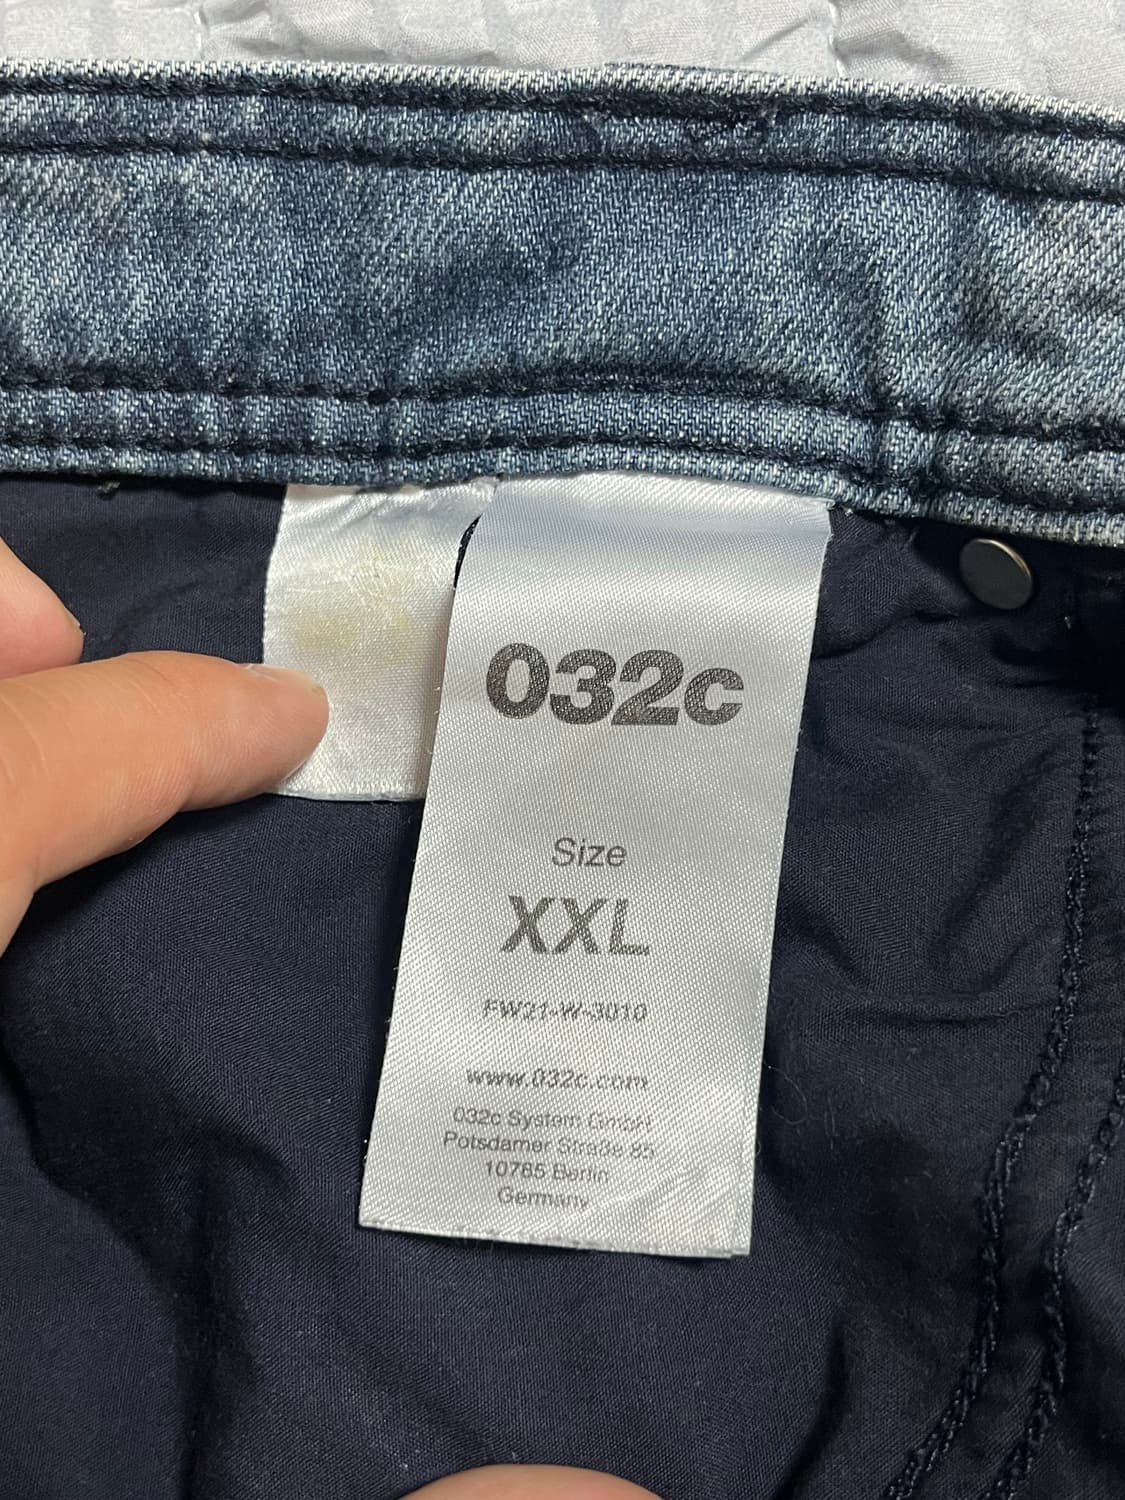 032c
Size
XXL
FW21-W-3010
www.032c.com
032c System GmbH
Potsdamer Straße 85
10785 Berlin
Germany